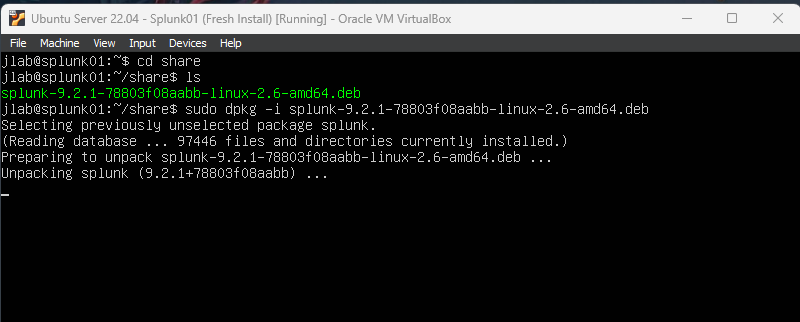 Ubuntu Server 22.04 - Splunk01 (Fresh Install) [Running] - Oracle VM VirtualBox
File Machine View Input Devices Help
jlab@splunk01:~$ cd share
jlab@splunk01:~/share$ ls
splunk-9.2.1-78803f08aabb-linux-2.6-amd64.deb
jlab@splunk01:~/share$ sudo dpkg -i splunk-9.2.1-78803f08aabb-linux-2.6-amd64.deb
Selecting previously unselected package splunk.
(Reading database ... 97446 files and directories currently installed.)
Preparing to unpack splunk-9.2.1-78803f08aabb-linux-2.6-amd64.deb ...
Unpacking splunk (9.2.1+78803f08aabb) ...